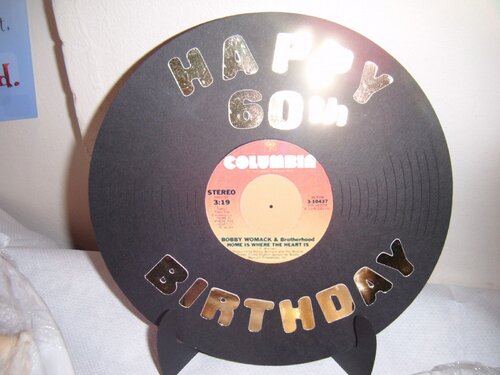 HAPPY
60th
COLUMBIA
STEREO
3:19
3-10437
BOBBY WOMACK & Brotherhood
HOME IS WHERE THE HEART IS
BIRTHDAY
d.